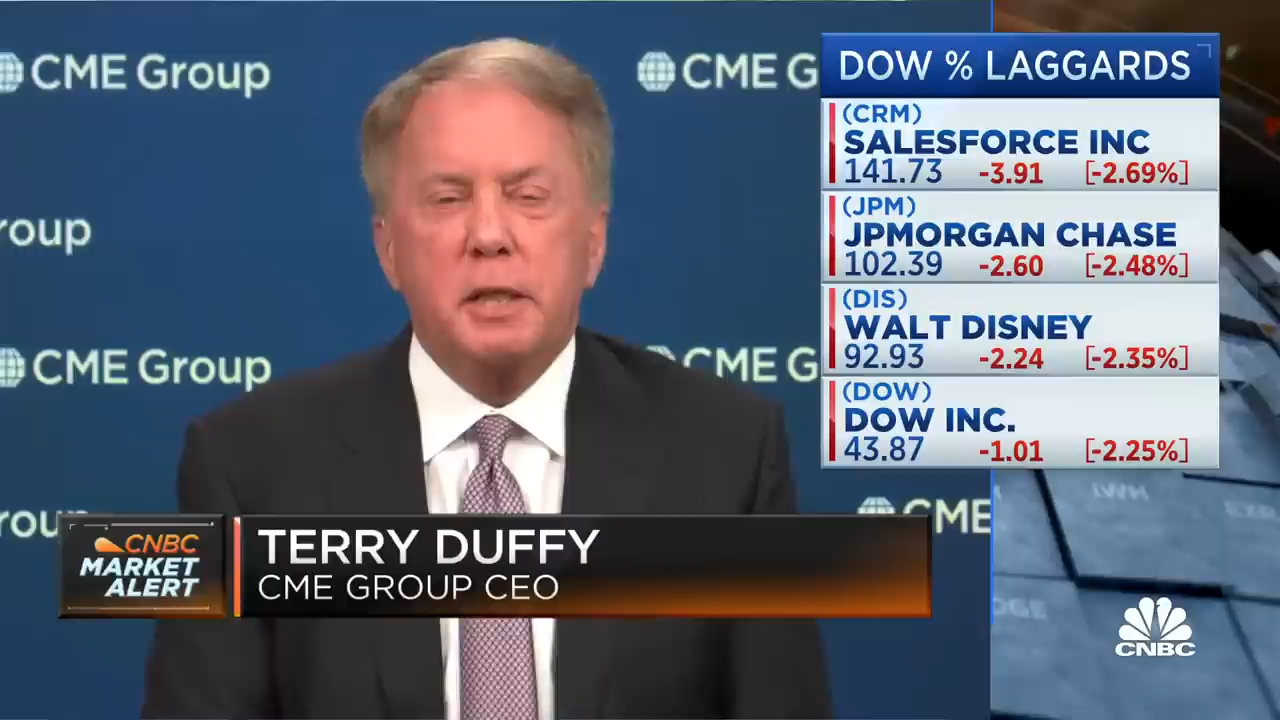 CME Group
CME G
roup
CME Group
CME G
roup
CME
DOW % LAGGARDS
(CRM)
SALESFORCE INC
141.73 -3.91 [-2.69%]
(JPM)
JPMORGAN CHASE
102.39 -2.60 [-2.48%]
(DIS)
WALT DISNEY
92.93 -2.24 [-2.35%]
(DOW)
DOW INC.
43.87 -1.01 [-2.25%]
CNBC
MARKET
ALERT
TERRY DUFFY
CME GROUP CEO
IWH
DGE
CNBC